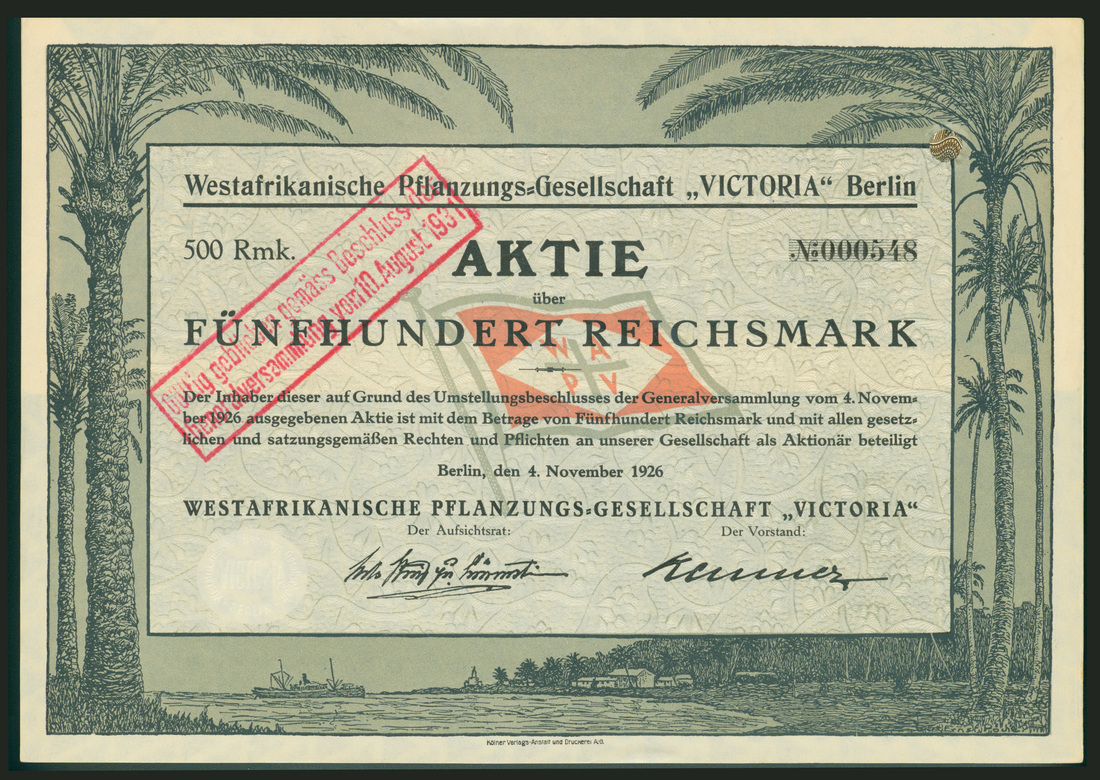 Westafrikanische Pflanzungs=Gesellschaft „VICTORIA“ Berlin
500 Rmk.
AKTIE
№000548
über
FÜNFHUNDERT REICHSMARK
W A
P V
Gültig geblieben gemäss Beschluss der
Generalversammlung vom 10. August 1931
Der Inhaber dieser auf Grund des Umstellungsbeschlusses der Generalversammlung vom 4. Novem=
ber 1926 ausgegebenen Aktie ist mit dem Betrage von Fünfhundert Reichsmark und mit allen gesetz=
lichen und satzungsgemäßen Rechten und Pflichten an unserer Gesellschaft als Aktionär beteiligt
Berlin, den 4. November 1926
WESTAFRIKANISCHE PFLANZUNGS=GESELLSCHAFT „VICTORIA“
Der Aufsichtsrat:
Der Vorstand:
Kölner Verlags-Anstalt und Druckerei A.G.